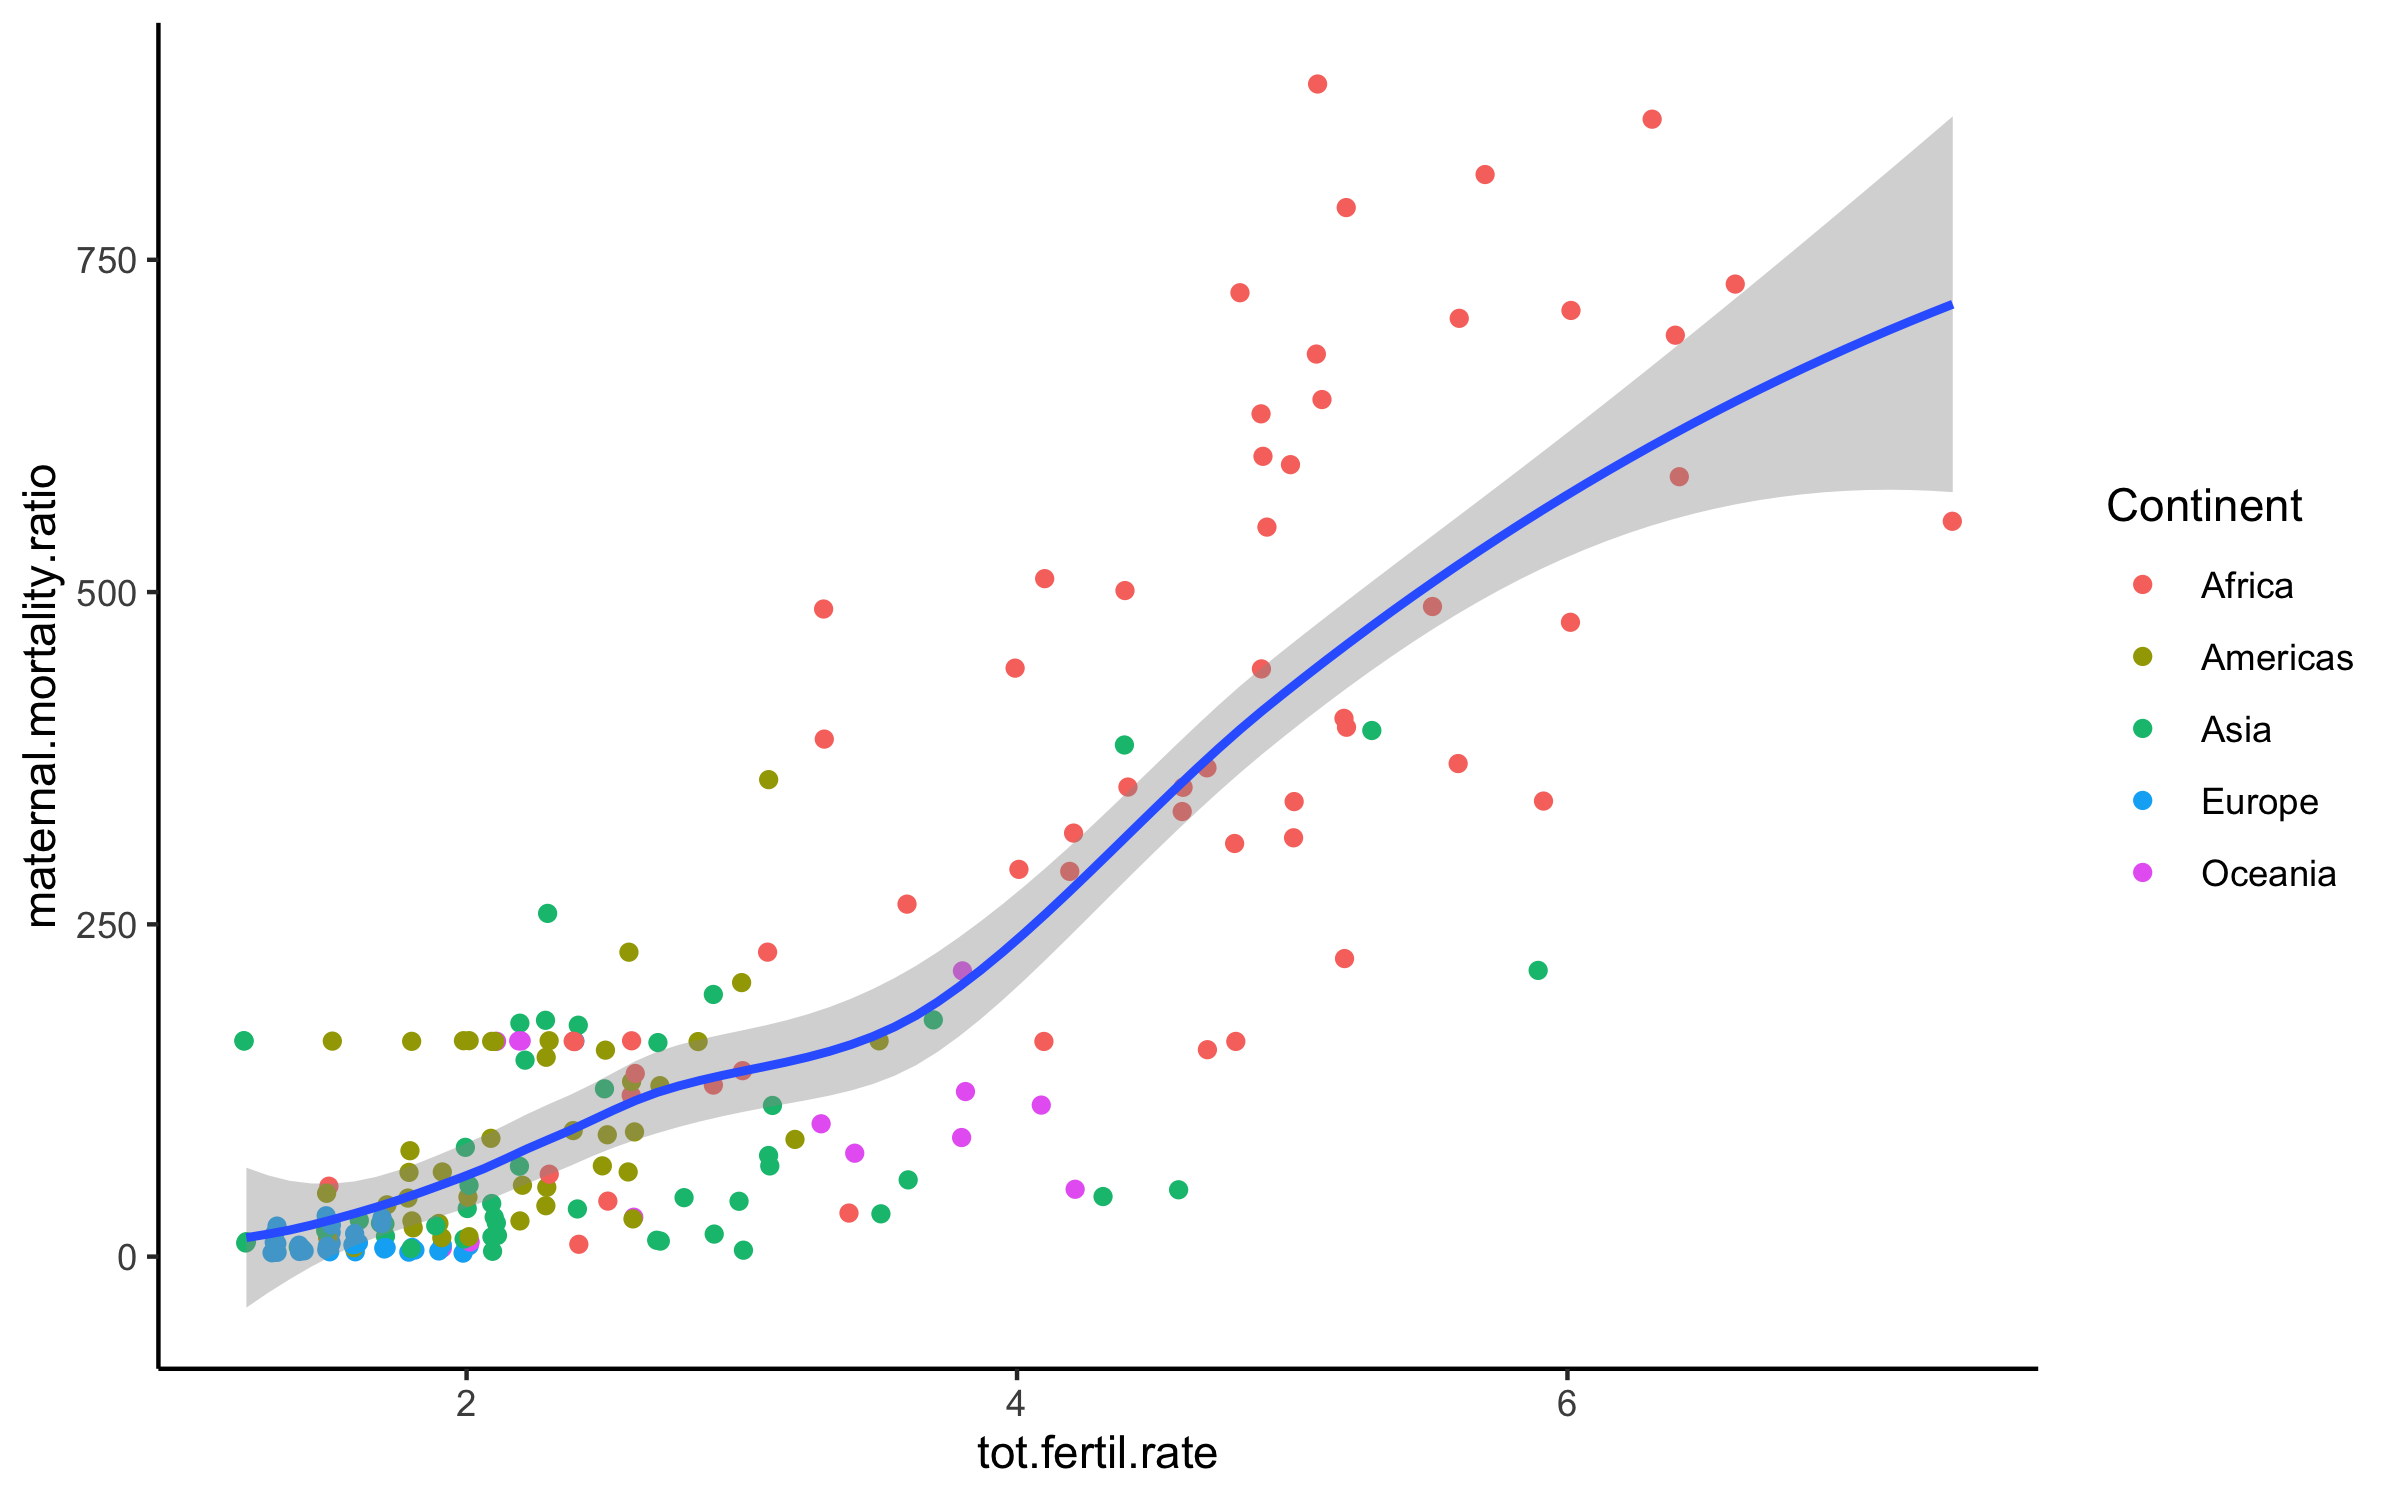 maternal.mortality.ratio
750
500
250
0
2 4 6
tot.fertil.rate
Continent
Africa
Americas
Asia
Europe
Oceania